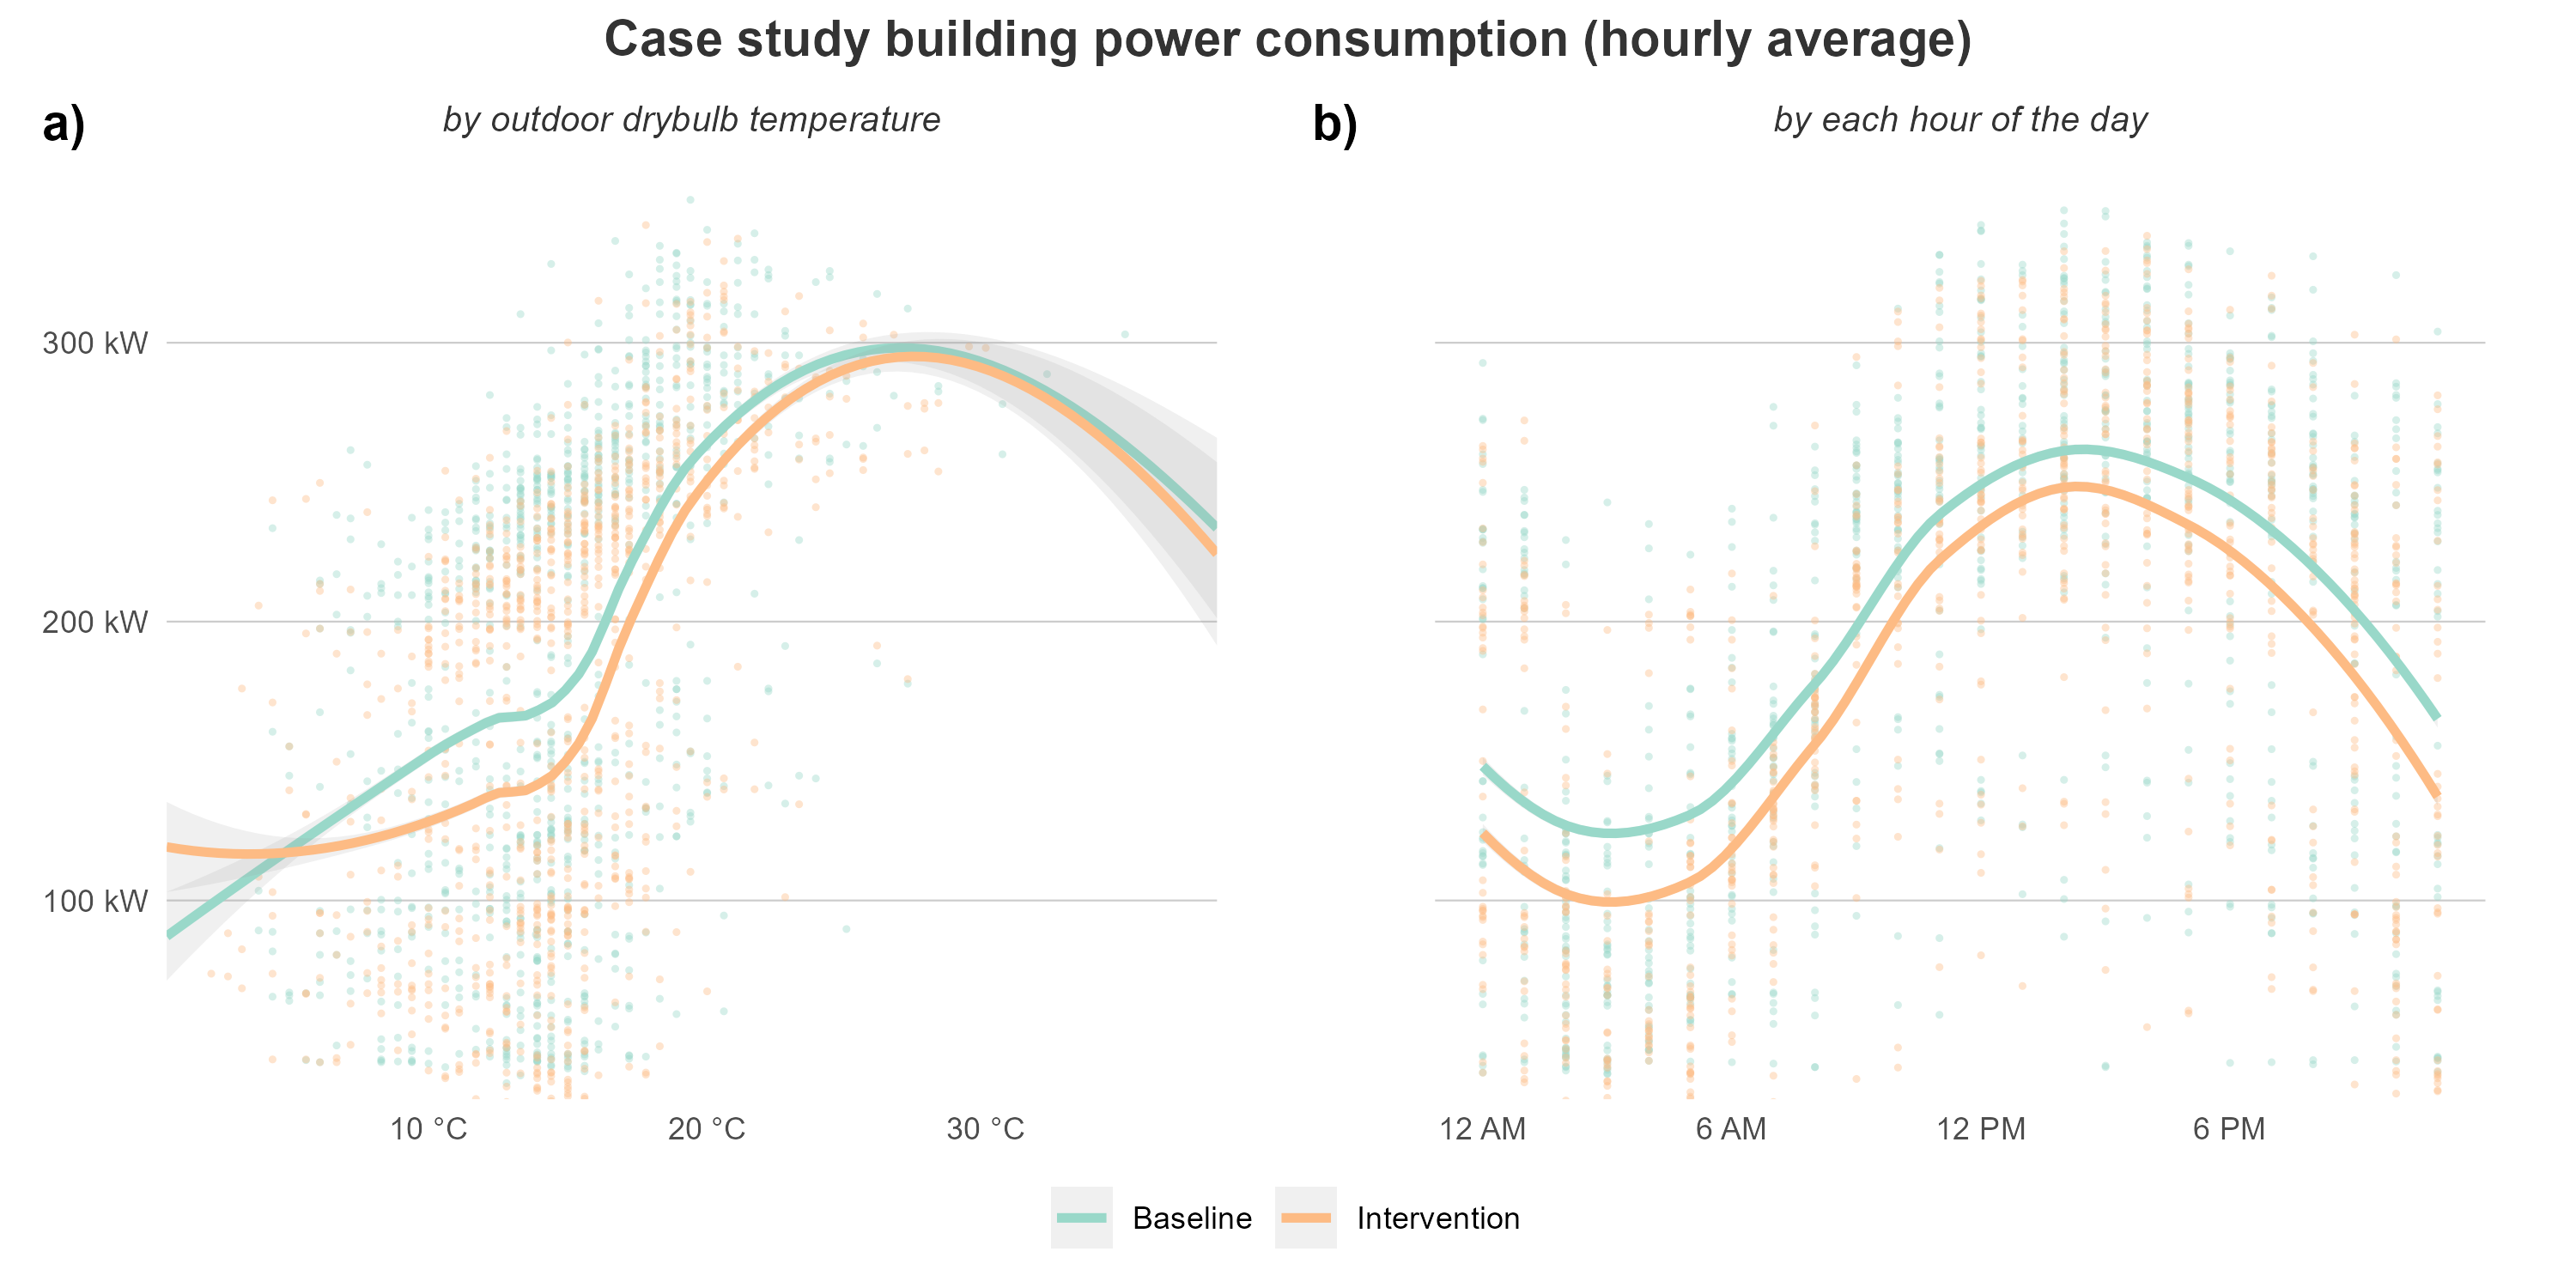 Case study building power consumption (hourly average)
a)
by outdoor drybulb temperature
300 kW
200 kW
100 kW
10 °C
20 °C
30 °C
b)
by each hour of the day
12 AM
6 AM
12 PM
6 PM
Baseline
Intervention